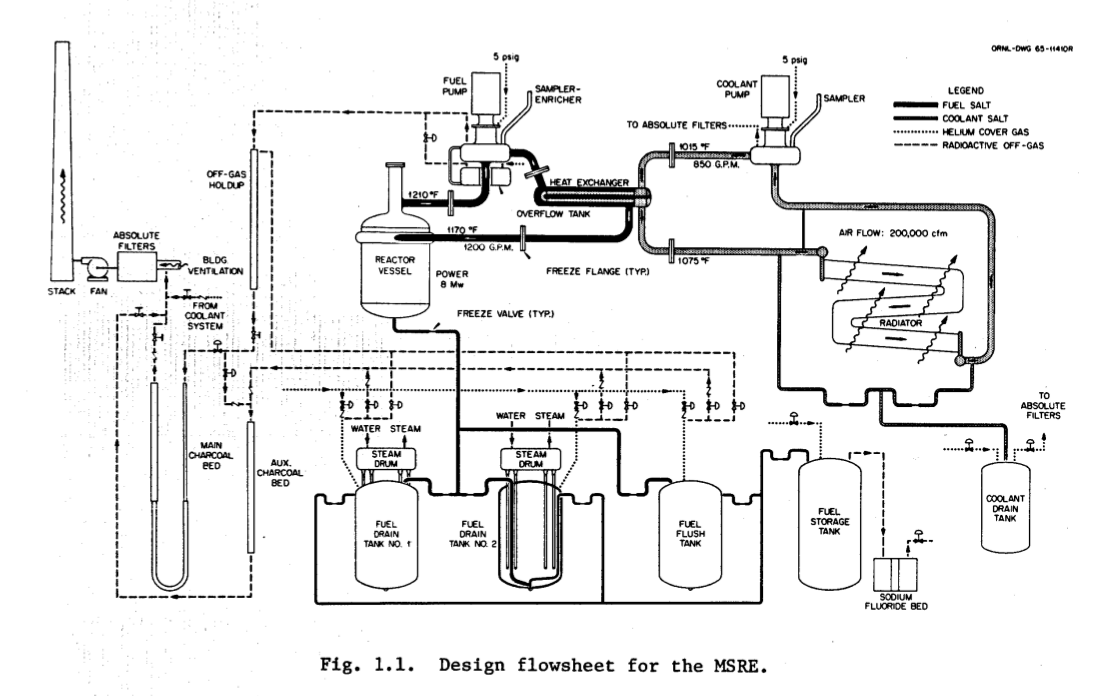 ORNL-DWG 65-11410R
5 psig
FUEL
PUMP
SAMPLER-
ENRICHER
5 psig
COOLANT
PUMP
SAMPLER
LEGEND
FUEL SALT
COOLANT SALT
HELIUM COVER GAS
RADIOACTIVE OFF-GAS
TO ABSOLUTE FILTERS
OFF-GAS
HOLDUP
1210 °F
HEAT EXCHANGER
OVERFLOW TANK
1015 °F
850 G.P.M.
1170 °F
1200 G.P.M.
1075 °F
AIR FLOW: 200,000 cfm
ABSOLUTE
FILTERS
BLDG.
VENTILATION
STACK
FAN
FROM
COOLANT
SYSTEM
REACTOR
VESSEL
POWER
8 Mw
FREEZE FLANGE (TYP.)
FREEZE VALVE (TYP.)
RADIATOR
MAIN
CHARCOAL
BED
AUX.
CHARCOAL
BED
WATER STEAM
STEAM
DRUM
WATER STEAM
STEAM
DRUM
FUEL
DRAIN
TANK NO. 1
FUEL
DRAIN
TANK NO. 2
FUEL
FLUSH
TANK
FUEL
STORAGE
TANK
SODIUM
FLUORIDE BED
TO
ABSOLUTE
FILTERS
COOLANT
DRAIN
TANK
Fig. 1.1. Design flowsheet for the MSRE.